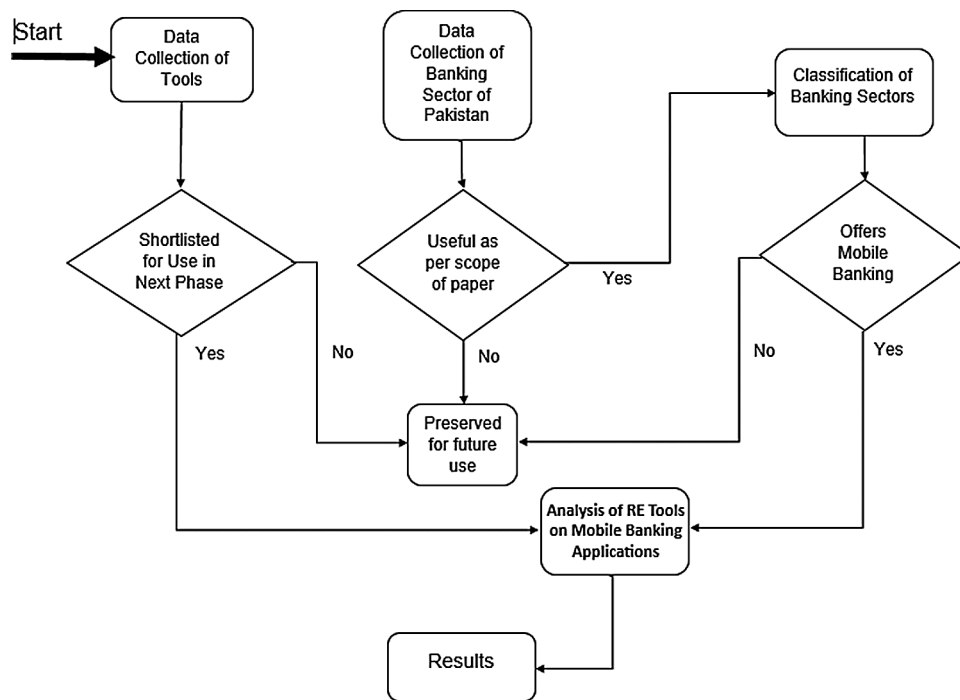 Start
Data
Collection of
Tools
Data
Collection of
Banking
Sector of
Pakistan
Classification of
Banking Sectors
Shortlisted
for Use in
Next Phase
Useful as
per scope
of paper
Yes
Offers
Mobile
Banking
Yes
No
No
No
Yes
Preserved
for future
use
Analysis of RE Tools
on Mobile Banking
Applications
Results